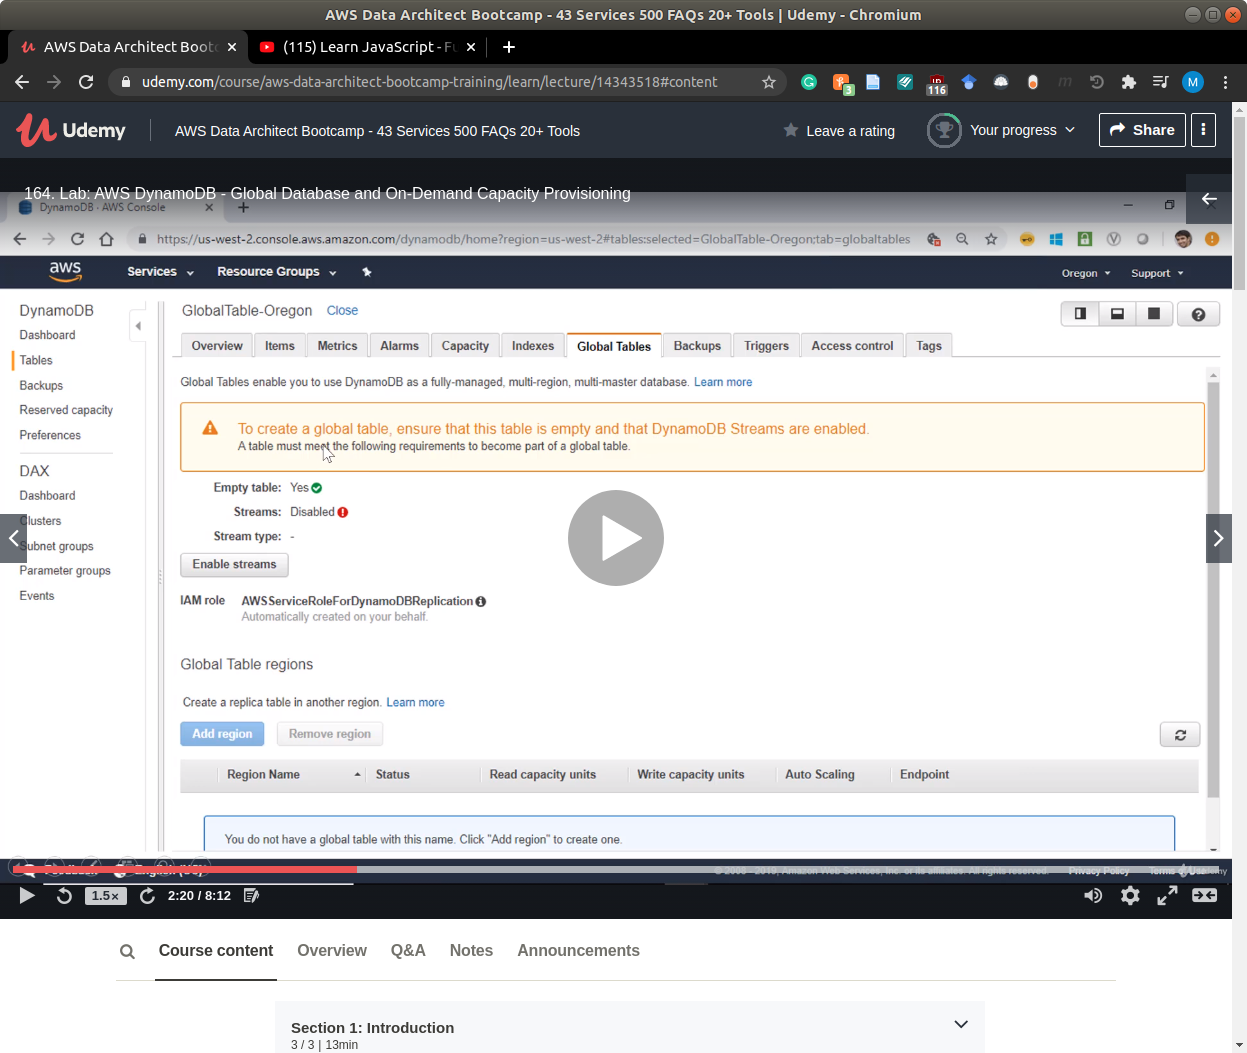 AWS Data Architect Bootcamp - 43 Services 500 FAQs 20+ Tools | Udemy - Chromium
AWS Data Architect Boot
(115) Learn JavaScript - F
udemy.com/course/aws-data-architect-bootcamp-training/learn/lecture/14343518#content
3
116
M
Udemy
AWS Data Architect Bootcamp - 43 Services 500 FAQs 20+ Tools
Leave a rating
Your progress
Share
164. Lab: AWS DynamoDB - Global Database and On-Demand Capacity Provisioning
DynamoDB · AWS Console
https://us-west-2.console.aws.amazon.com/dynamodb/home?region=us-west-2#tables:selected=GlobalTable-Oregon;tab=globaltables
aws
Services
Resource Groups
Oregon
Support
DynamoDB
Dashboard
Tables
Backups
Reserved capacity
Preferences
DAX
Dashboard
Clusters
Subnet groups
Parameter groups
Events
GlobalTable-Oregon Close
Overview Items Metrics Alarms Capacity Indexes Global Tables Backups Triggers Access control Tags
Global Tables enable you to use DynamoDB as a fully-managed, multi-region, multi-master database. Learn more
To create a global table, ensure that this table is empty and that DynamoDB Streams are enabled.
A table must meet the following requirements to become part of a global table.
Empty table: Yes
Streams: Disabled
Stream type: -
Enable streams
IAM role AWSServiceRoleForDynamoDBReplication
Automatically created on your behalf.
Global Table regions
Create a replica table in another region. Learn more
Add region Remove region
Region Name Status Read capacity units Write capacity units Auto Scaling Endpoint
You do not have a global table with this name. Click "Add region" to create one.
Privacy Policy
1.5×
2:20 / 8:12
Course content Overview Q&A Notes Announcements
Section 1: Introduction
3 / 3 | 13min